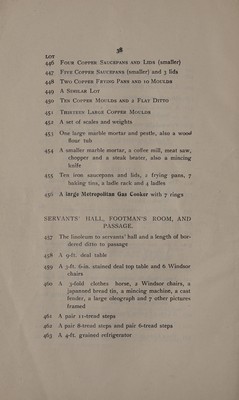 38
LOT
446 Four Copper Saucepans and Lids (smaller)
447 Five Copper Saucepans (smaller) and 3 lids
448 Two Copper Frying Pans and 10 Moulds
449 A Similar Lot
450 Ten Copper Moulds and 2 Flat Ditto
451 Thirteen Large Copper Moulds
452 A set of scales and weights
453 One large marble mortar and pestle, also a wood
flour tub
454 A smaller marble mortar, a coffee mill, meat saw,
chopper and a steak beater, also a mincing
knife
455 Ten iron saucepans and lids, 2 frying pans, 7
baking tins, a ladle rack and 4 ladles
456 A large Metropolitan Gas Cooker with 7 rings
SERVANTS' HALL, FOOTMAN'S ROOM, AND
PASSAGE.
457 The linoleum to servants' hall and a length of bor-
dered ditto to passage
458 A 9-ft. deal table
459 A 3-ft. 6-in. stained deal top table and 6 Windsor
chairs
460 A 3-fold clothes horse, 2 Windsor chairs, a
japanned bread tin, a mincing machine, a cast
fender, a large oleograph and 7 other pictures
framed
461 A pair 11-tread steps
462 A pair 8-tread steps and pair 6-tread steps
463 A 4-ft. grained refrigerator